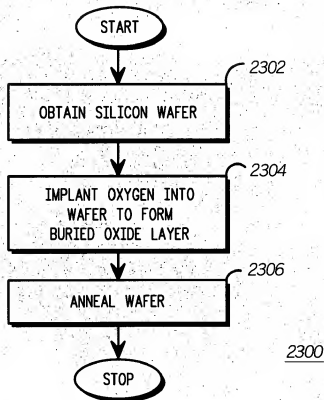 START
2302
OBTAIN SILICON WAFER
2304
IMPLANT OXYGEN INTO
WAFER TO FORM
BURIED OXIDE LAYER
2306
ANNEAL WAFER
2300
STOP